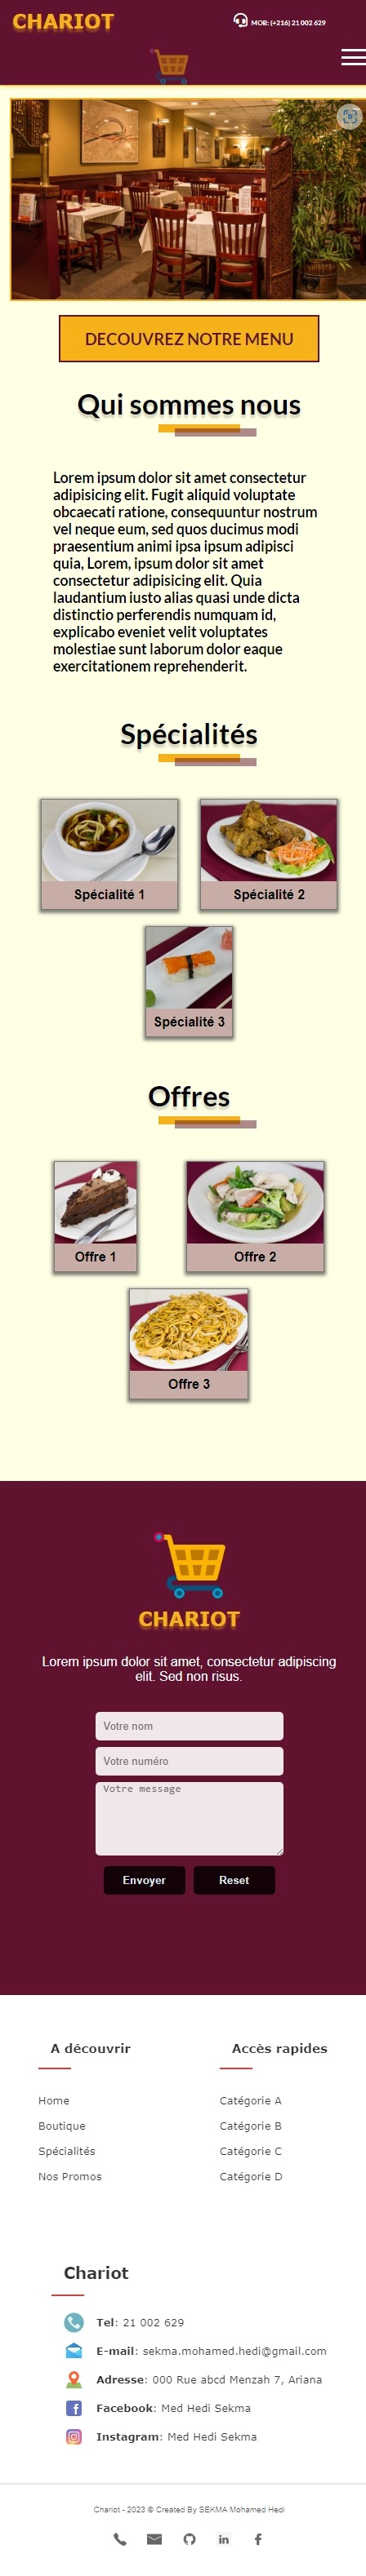 CHARIOT
MOB: (+216) 21 002 629
DECOUVREZ NOTRE MENU
Qui sommes nous
Lorem ipsum dolor sit amet consectetur
adipisicing elit. Fugit aliquid voluptate
obcaecati ratione, consequuntur nostrum
vel neque eum, sed quos ducimus modi
praesentium animi ipsa ipsum adipisci
quia, Lorem, ipsum dolor sit amet
consectetur adipisicing elit. Quia
laudantium iusto alias quasi unde dicta
distinctio perferendis numquam id,
explicabo eveniet velit voluptates
molestiae sunt laborum dolor eaque
exercitationem reprehenderit.
Spécialités
Spécialité 1
Spécialité 2
Spécialité 3
Offres
Offre 1
Offre 2
Offre 3
CHARIOT
Lorem ipsum dolor sit amet, consectetur adipiscing
elit. Sed non risus.
Votre nom
Votre numéro
Votre message
Envoyer
Reset
A découvrir
Home
Boutique
Spécialités
Nos Promos
Accès rapides
Catégorie A
Catégorie B
Catégorie C
Catégorie D
Chariot
Tel: 21 002 629
E-mail: sekma.mohamed.hedi@gmail.com
Adresse: 000 Rue abcd Menzah 7, Ariana
Facebook: Med Hedi Sekma
Instagram: Med Hedi Sekma
Chariot - 2023 © Created By SEKMA Mohamed Hedi